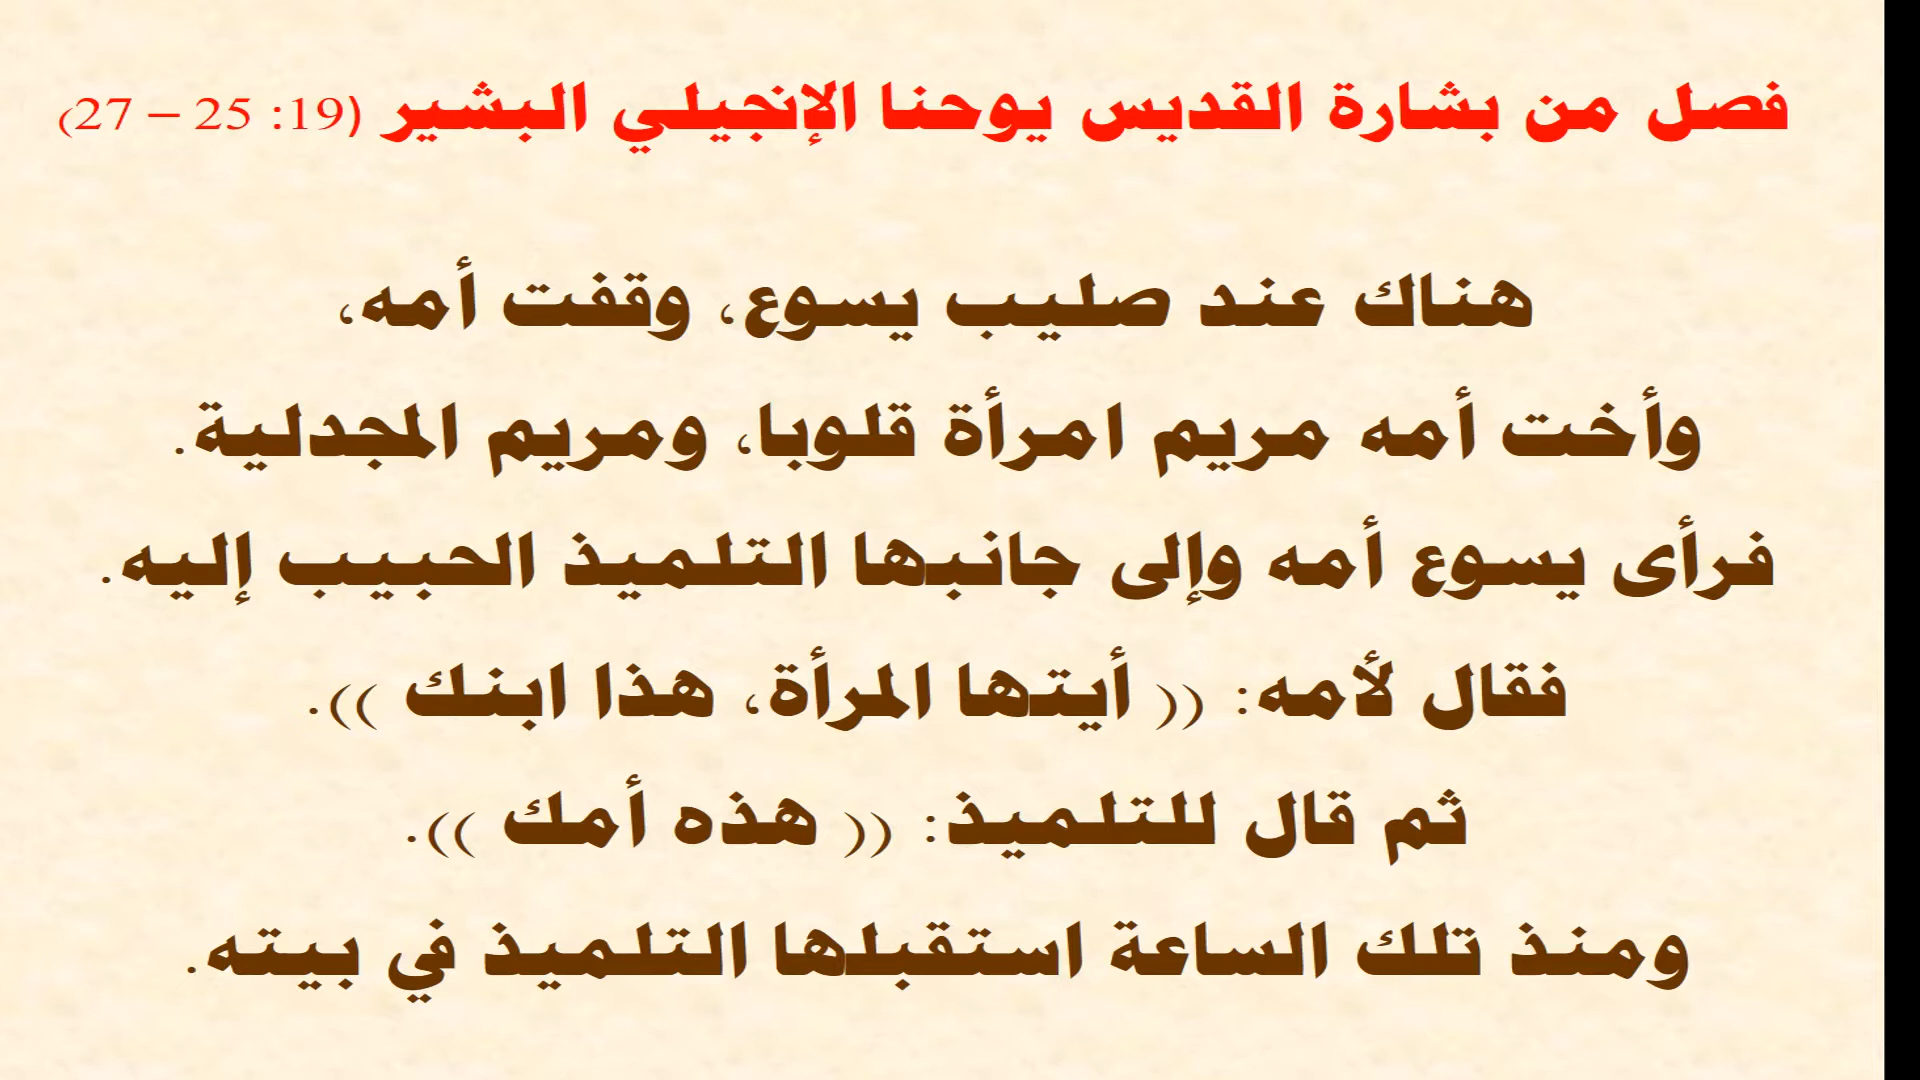 فصل من بشارة القديس يوحنا الإنجيلي البشير (19: 25 – 27)
هناك عند صليب يسوع، وقفت أمه،
وأخت أمه مريم امرأة قلوبا، ومريم المجدلية.
فرأى يسوع أمه وإلى جانبها التلميذ الحبيب إليه.
فقال لأمه: (( أيتها المرأة، هذا ابنك )).
ثم قال للتلميذ: (( هذه أمك )).
ومنذ تلك الساعة استقبلها التلميذ في بيته.